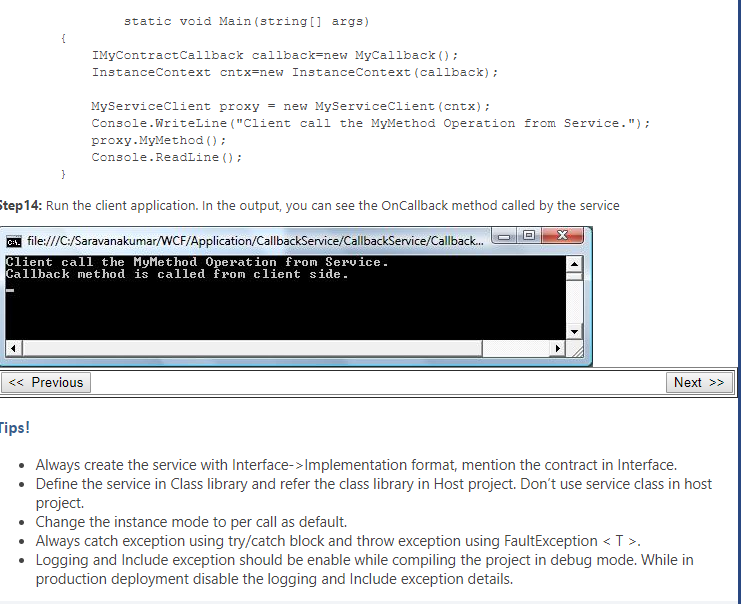 static void Main(string[] args)
{
IMyContractCallback callback=new MyCallback();
InstanceContext cntx=new InstanceContext(callback);
MyServiceClient proxy = new MyServiceClient(cntx);
Console.WriteLine("Client call the MyMethod Operation from Service.");
proxy.MyMethod();
Console.ReadLine();
}
Step14: Run the client application. In the output, you can see the OnCallback method called by the service
file:///C:/Saravanakumar/WCF/Application/CallbackService/CallbackService/Callback...
Client call the MyMethod Operation from Service.
Callback method is called from client side.
<< Previous
Next >>
Tips!
• Always create the service with Interface->Implementation format, mention the contract in Interface.
• Define the service in Class library and refer the class library in Host project. Don't use service class in host
project.
• Change the instance mode to per call as default.
• Always catch exception using try/catch block and throw exception using FaultException < T >.
• Logging and Include exception should be enable while compiling the project in debug mode. While in
production deployment disable the logging and Include exception details.